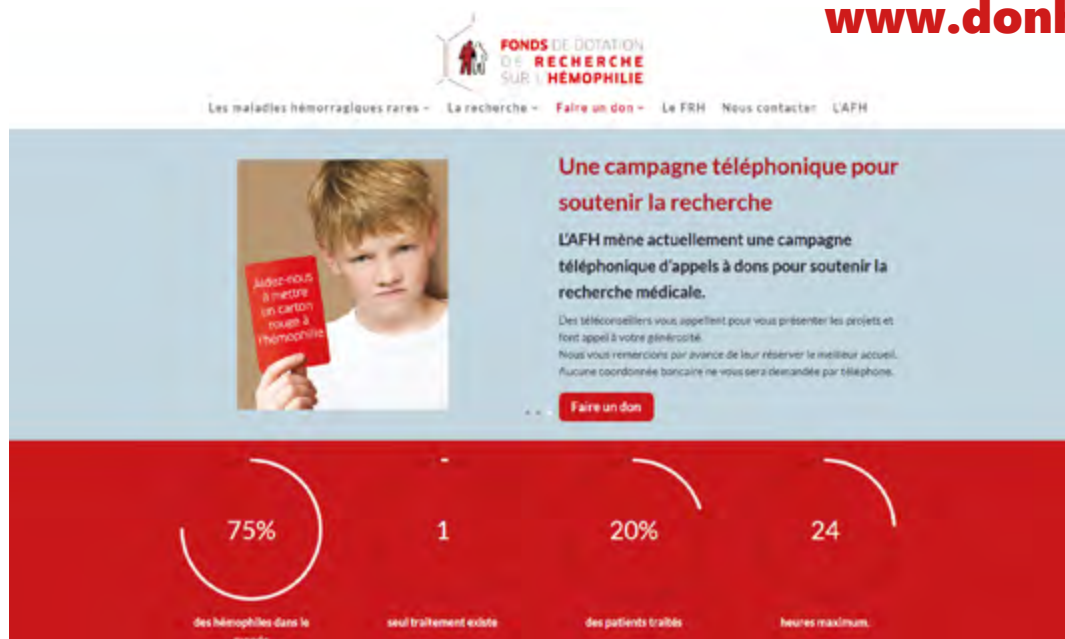 www.don
FONDS DE DOTATION
DE RECHERCHE
SUR L'HÉMOPHILIE
Les maladies hémorragiques rares
La recherche
Faire un don
Le FRH
Nous contacter
L'AFH
Aidez-nous
à mettre
un carton
rouge à
l'hémophilie
Une campagne téléphonique pour
soutenir la recherche
L'AFH mène actuellement une campagne
téléphonique d'appels à dons pour soutenir la
recherche médicale.
Des téléconseillers vous appellent pour vous présenter les projets et
font appel à votre générosité.
Nous vous remercions par avance de leur réserver le meilleur accueil.
Aucune coordonnée bancaire ne vous sera demandée par téléphone.
Faire un don
75%
des hémophiles dans le
monde
1
seul traitement existe
20%
des patients traités
24
heures maximum.